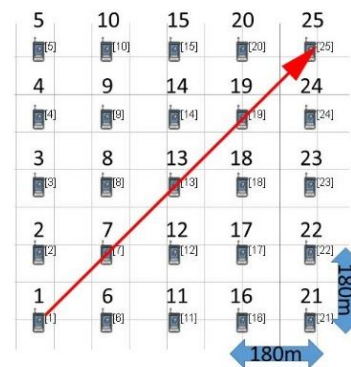 5 10 15 20 25
[5] [10] [15] [20] [25]
4 9 14 19 24
[4] [9] [14] [19] [24]
3 8 13 18 23
[3] [8] [13] [18] [23]
2 7 12 17 22
[2] [7] [12] [17] [22]
180m
1 6 11 16 21
[1] [6] [11] [16] [21]
180m